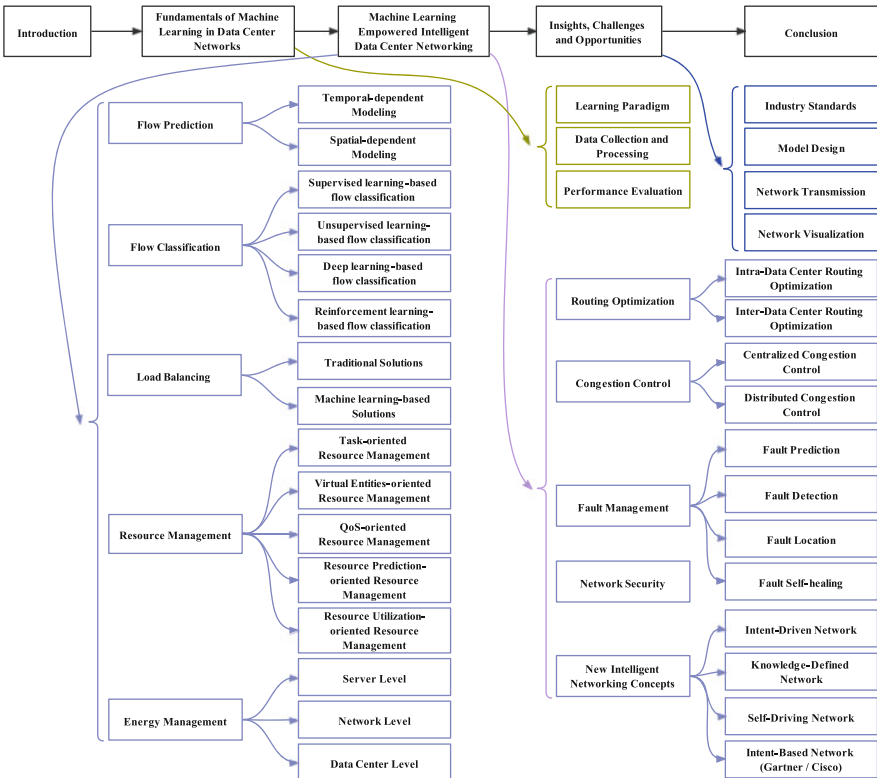 Introduction
Fundamentals of Machine
Learning in Data Center
Networks
Machine Learning
Empowered Intelligent
Data Center Networking
Insights, Challenges
and Opportunities
Conclusion
Flow Prediction
Temporal-dependent
Modeling
Spatial-dependent
Modeling
Flow Classification
Supervised learning-based
flow classification
Unsupervised learning-
based flow classification
Deep learning-based
flow classification
Reinforcement learning-
based flow classification
Load Balancing
Traditional Solutions
Machine learning-based
Solutions
Resource Management
Task-oriented
Resource Management
Virtual Entities-oriented
Resource Management
QoS-oriented
Resource Management
Resource Prediction-
oriented Resource
Management
Resource Utilization-
oriented Resource
Management
Energy Management
Server Level
Network Level
Data Center Level
Learning Paradigm
Data Collection and
Processing
Performance Evaluation
Industry Standards
Model Design
Network Transmission
Network Visualization
Routing Optimization
Intra-Data Center Routing
Optimization
Inter-Data Center Routing
Optimization
Congestion Control
Centralized Congestion
Control
Distributed Congestion
Control
Fault Management
Fault Prediction
Fault Detection
Fault Location
Fault Self-healing
Network Security
New Intelligent
Networking Concepts
Intent-Driven Network
Knowledge-Defined
Network
Self-Driving Network
Intent-Based Network
(Gartner / Cisco)